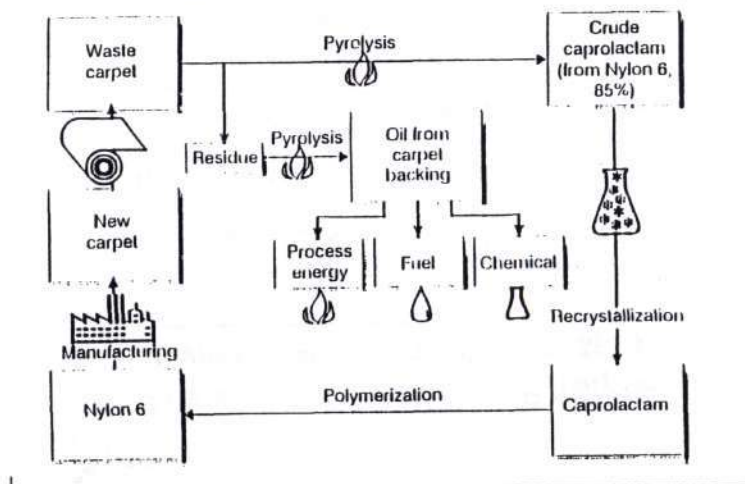 Waste
carpet
Pyrolysis
Crude
caprolactam
(from Nylon 6,
85%)
Residue
Pyrolysis
Oil from
carpet
backing
New
carpet
Process
energy
Fuel
Chemical
Recrystallization
Manufacturing
Nylon 6
Polymerization
Caprolactam